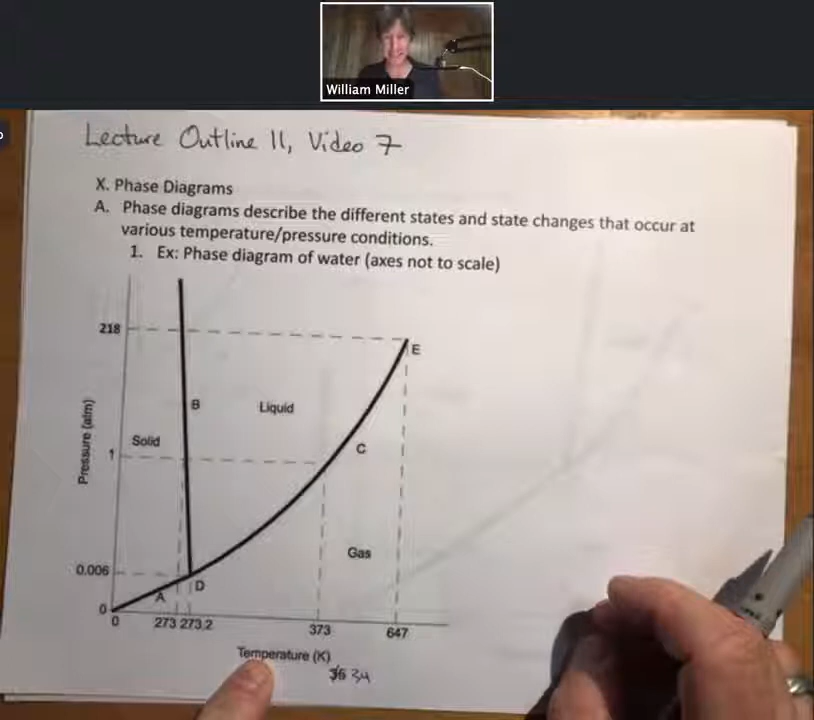 William Miller
Lecture Outline 11, Video 7
X. Phase Diagrams
A. Phase diagrams describe the different states and state changes that occur at
various temperature/pressure conditions.
1. Ex: Phase diagram of water (axes not to scale)
218
E
B
Liquid
Solid
C
1
Pressure (atm)
Gas
0.006
D
A
0
0
273 273.2
373
647
Temperature (K)